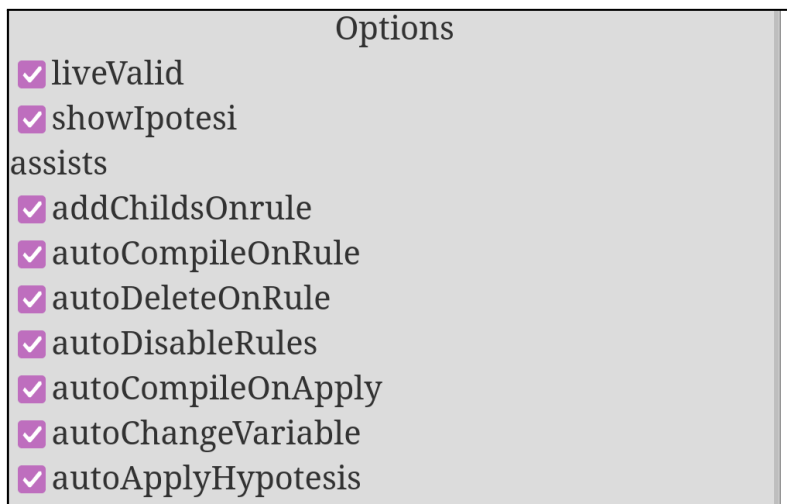 Options
liveValid
showIpotesi
assists
addChildsOnrule
autoCompileOnRule
autoDeleteOnRule
autoDisableRules
autoCompileOnApply
autoChangeVariable
autoApplyHypotesis